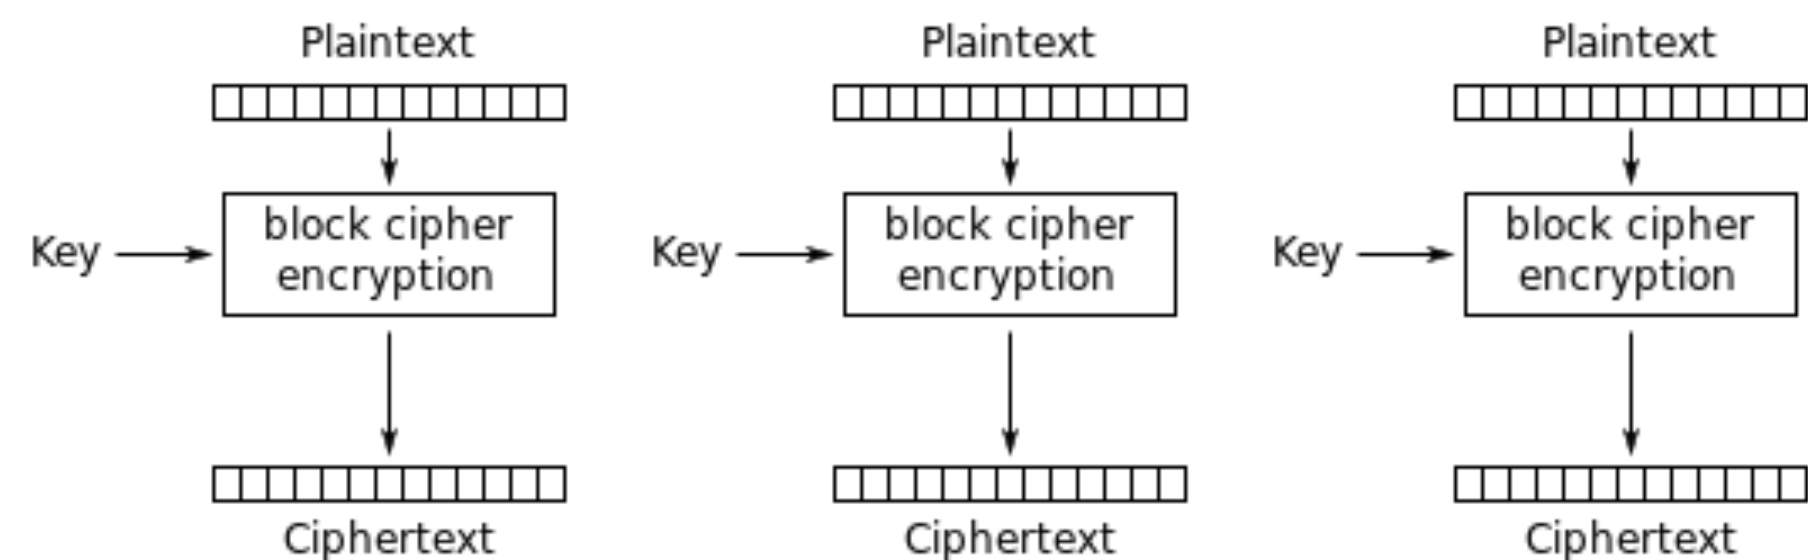 Plaintext
Plaintext
Plaintext
block cipher
encryption
block cipher
encryption
block cipher
encryption
Key
Key
Key
Ciphertext
Ciphertext
Ciphertext